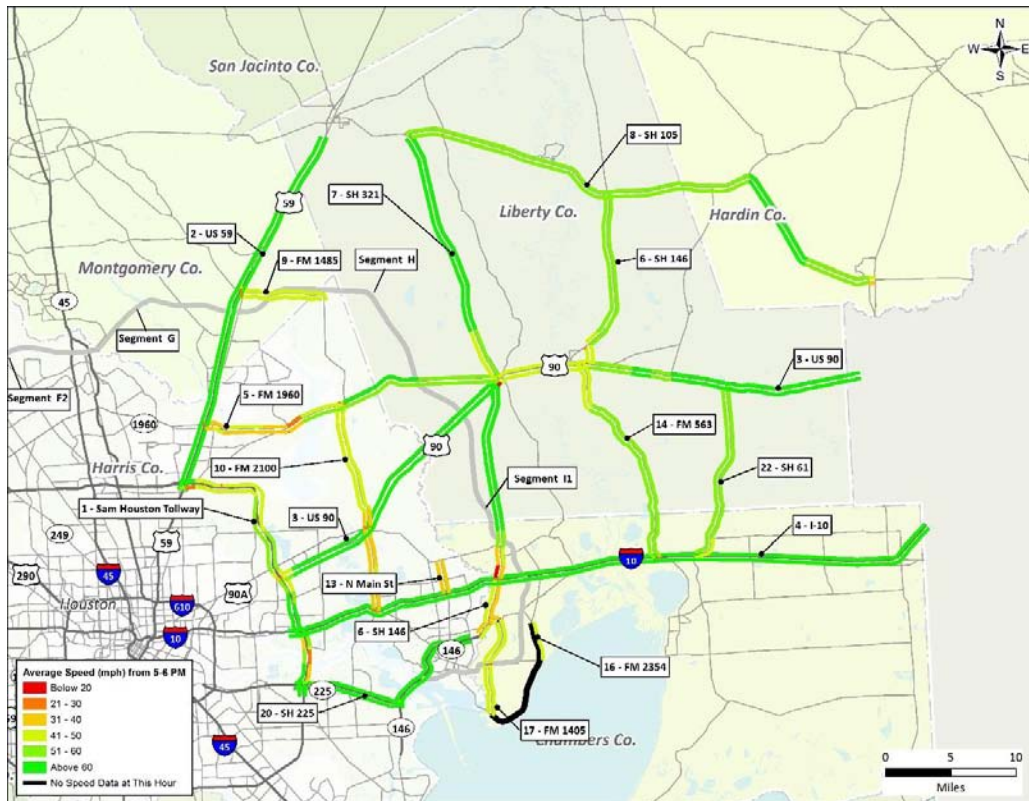 N
W E
S
San Jacinto Co.
8 - SH 105
59
7 - SH 321
Liberty Co.
Hardin Co.
2 - US 59
9 - FM 1485
Segment H
6 - SH 146
Montgomery Co.
45
Segment G
90
3 - US 90
Segment F2
5 - FM 1960
1960
14 - FM 563
90
10 - FM 2100
Harris Co.
22 - SH 61
Segment I1
1 - Sam Houston Tollway
3 - US 90
4 - I-10
249
59
10
13 - N Main St
290
45
90A
Houston
610
6 - SH 146
10
16 - FM 2354
146
225
20 - SH 225
17 - FM 1405
146
Chambers Co.
45
Average Speed (mph) from 5-6 PM
Below 20
21 - 30
31 - 40
41 - 50
51 - 60
Above 60
No Speed Data at This Hour
0 5 10
Miles